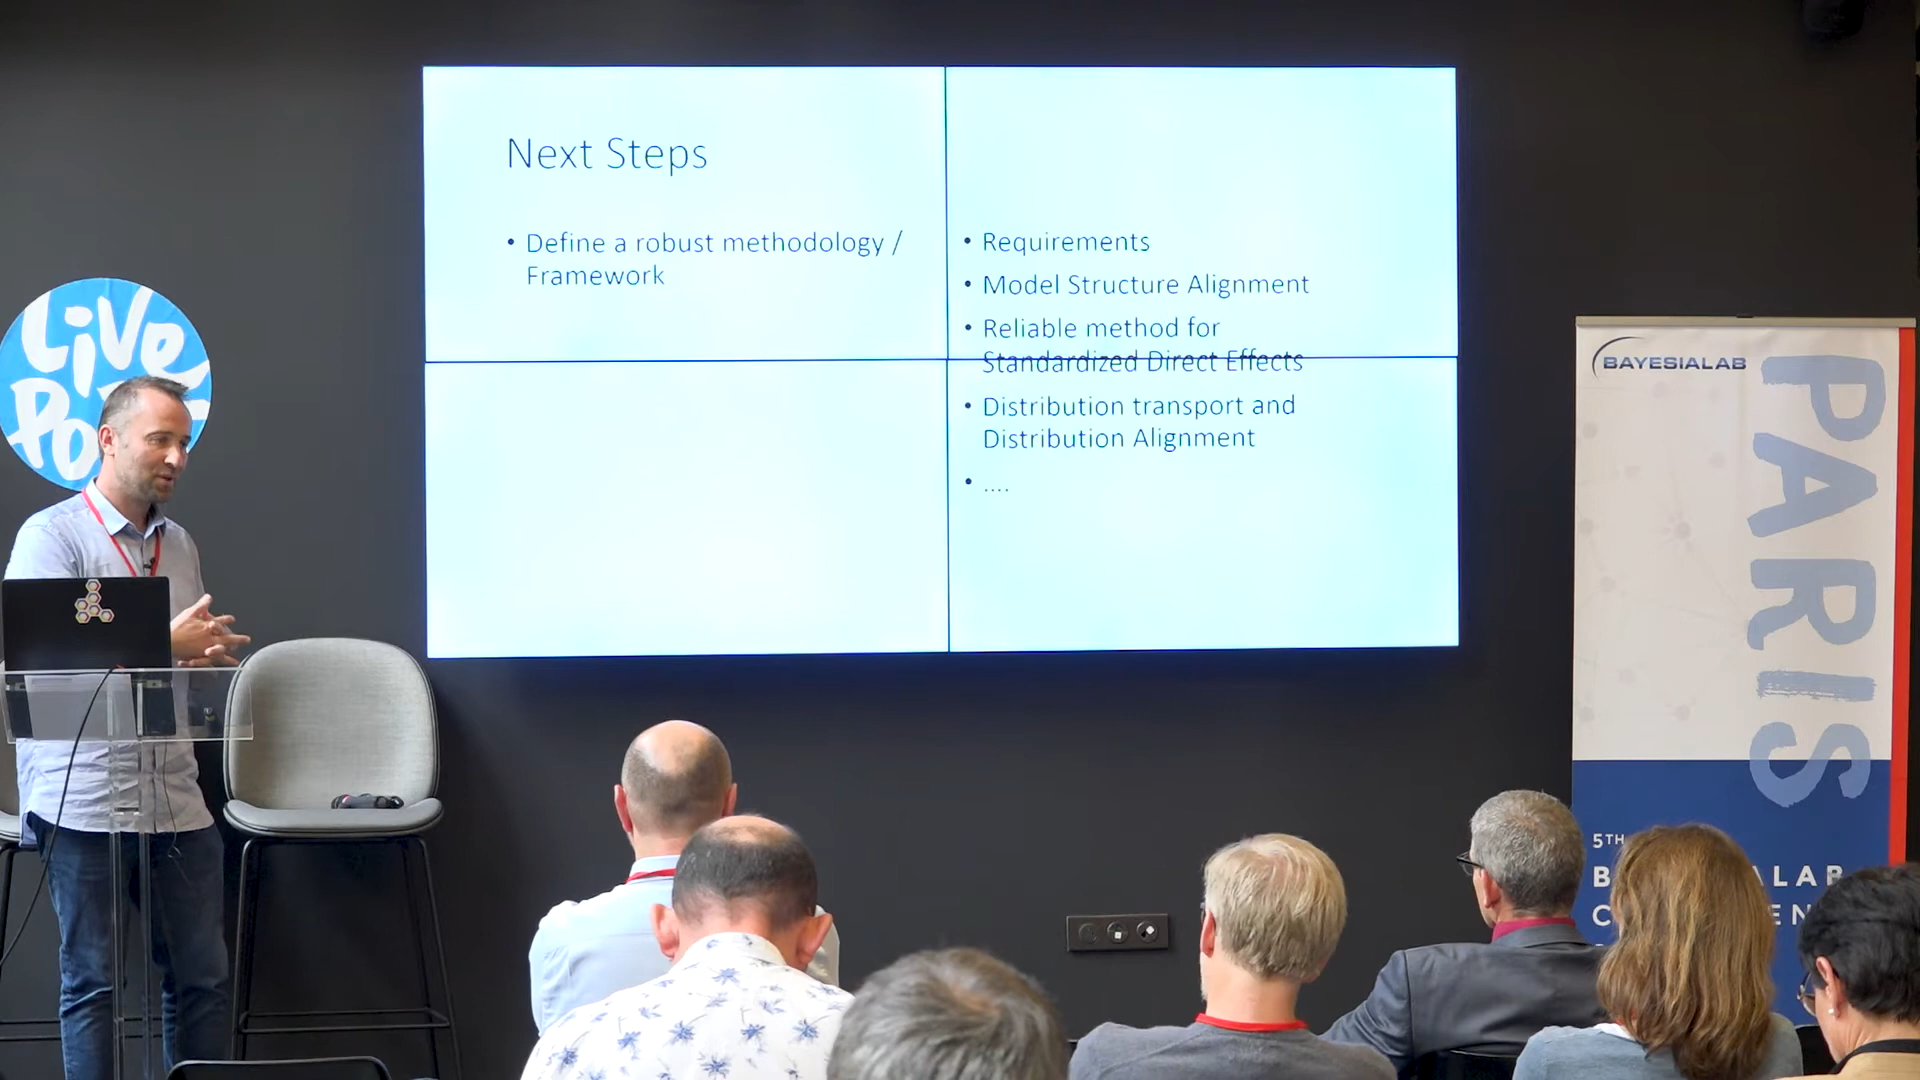 Next Steps
• Define a robust methodology /
Framework
• Requirements
• Model Structure Alignment
• Reliable method for
Standardized Direct Effects
• Distribution transport and
Distribution Alignment
• ....
Live
BAYESIALAB
PARIS
5TH